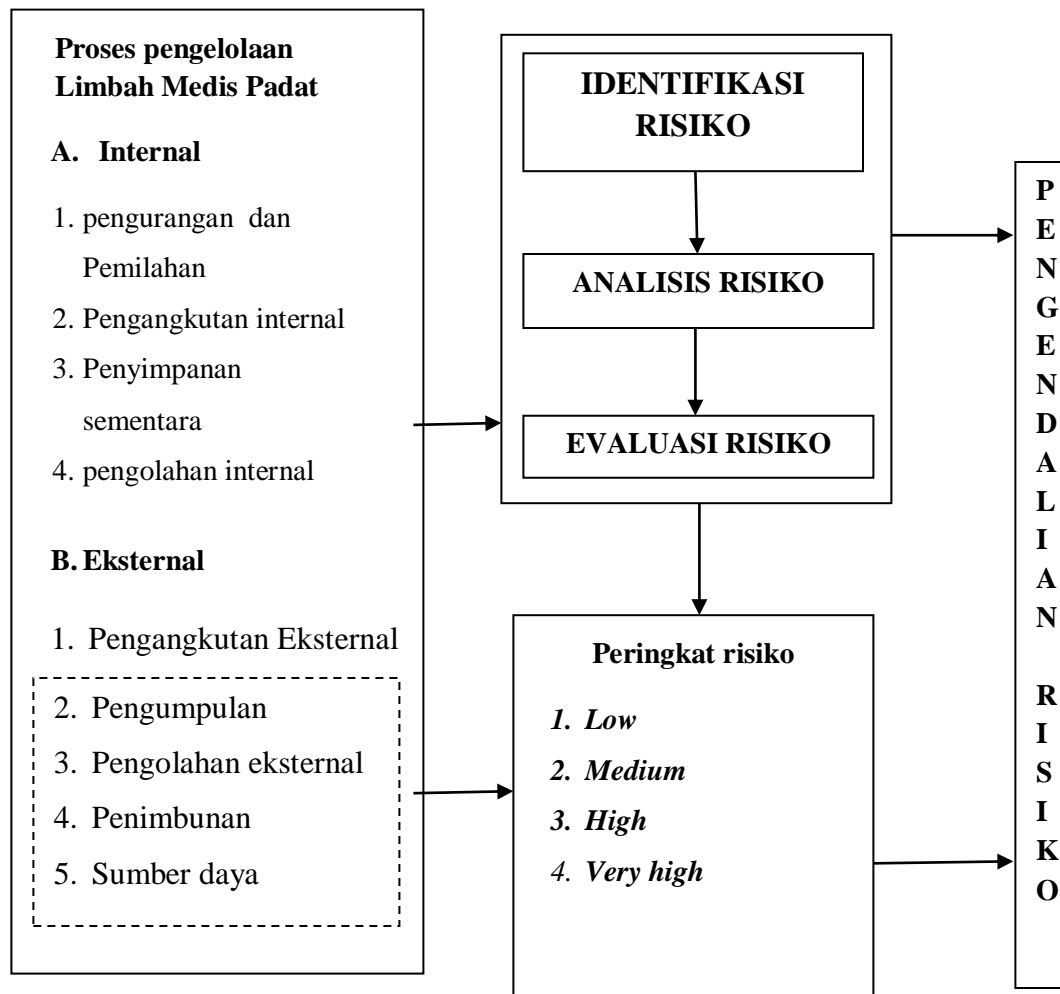 Proses pengelolaan
Limbah Medis Padat
A. Internal
1. pengurangan dan
Pemilahan
2. Pengangkutan internal
3. Penyimpanan
sementara
4. pengolahan internal
B. Eksternal
1. Pengangkutan Eksternal
2. Pengumpulan
3. Pengolahan eksternal
4. Penimbunan
5. Sumber daya
IDENTIFIKASI
RISIKO
ANALISIS RISIKO
EVALUASI RISIKO
Peringkat risiko
1. Low
2. Medium
3. High
4. Very high
P
E
N
G
E
N
D
A
L
I
A
N
R
I
S
I
K
O